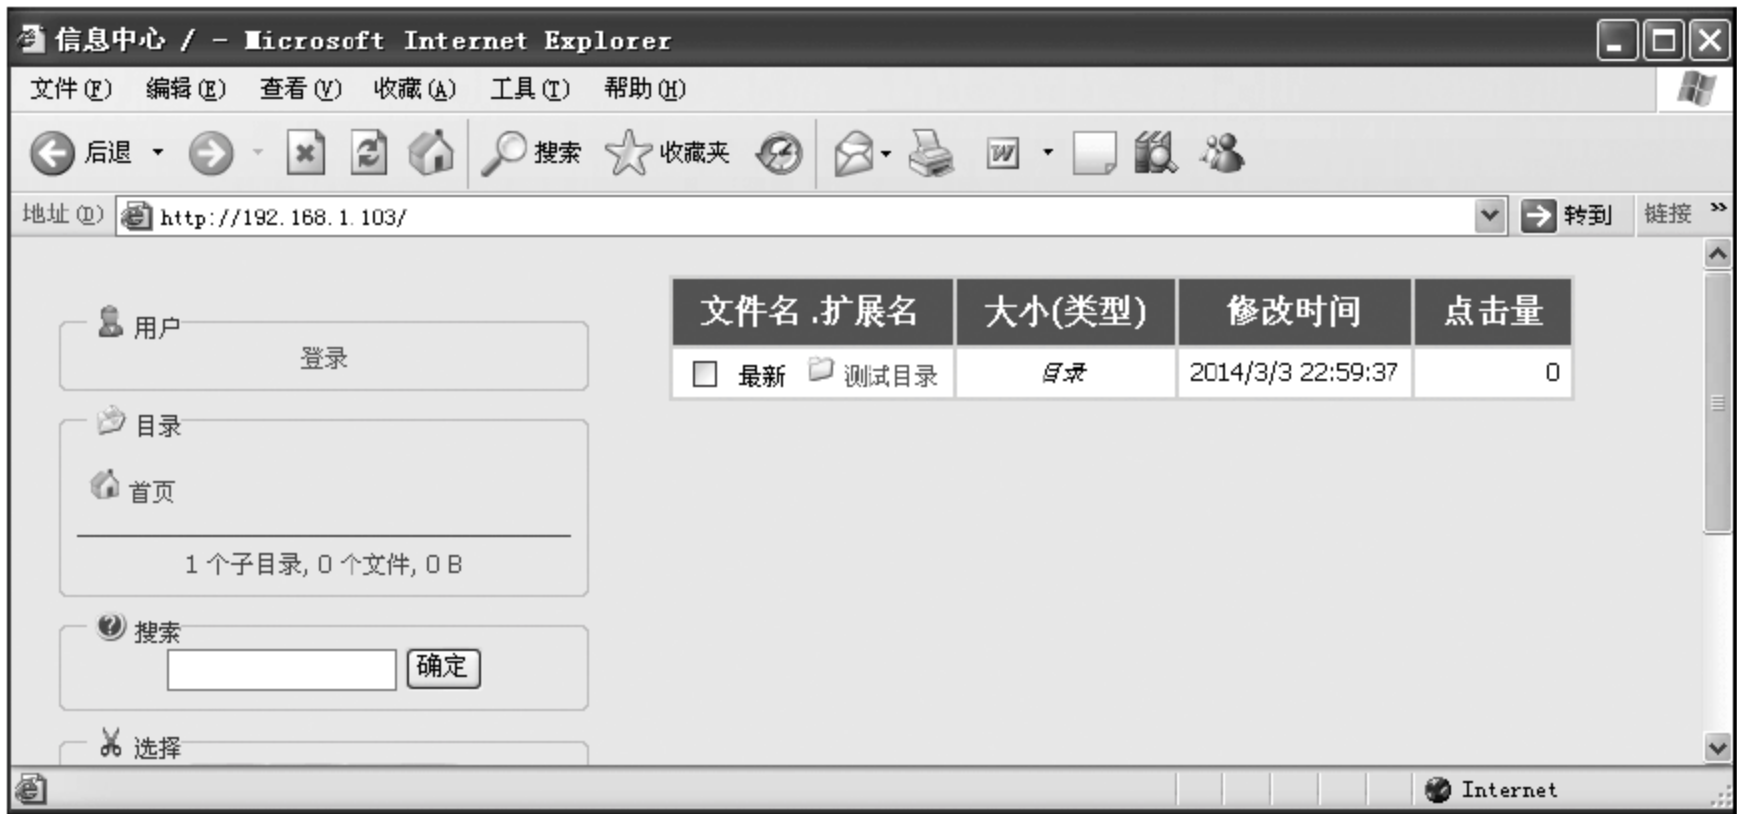 信息中心 / - Microsoft Internet Explorer
文件(F) 编辑(E) 查看(V) 收藏(A) 工具(T) 帮助(H)
后退 搜索 收藏夹
地址(D) http://192.168.1.103/ 转到 链接 »
用户
登录
目录
首页
1 个子目录, 0 个文件, 0 B
搜索
确定
选择
文件名 .扩展名 大小(类型) 修改时间 点击量
最新 测试目录 目录 2014/3/3 22:59:37 0
Internet